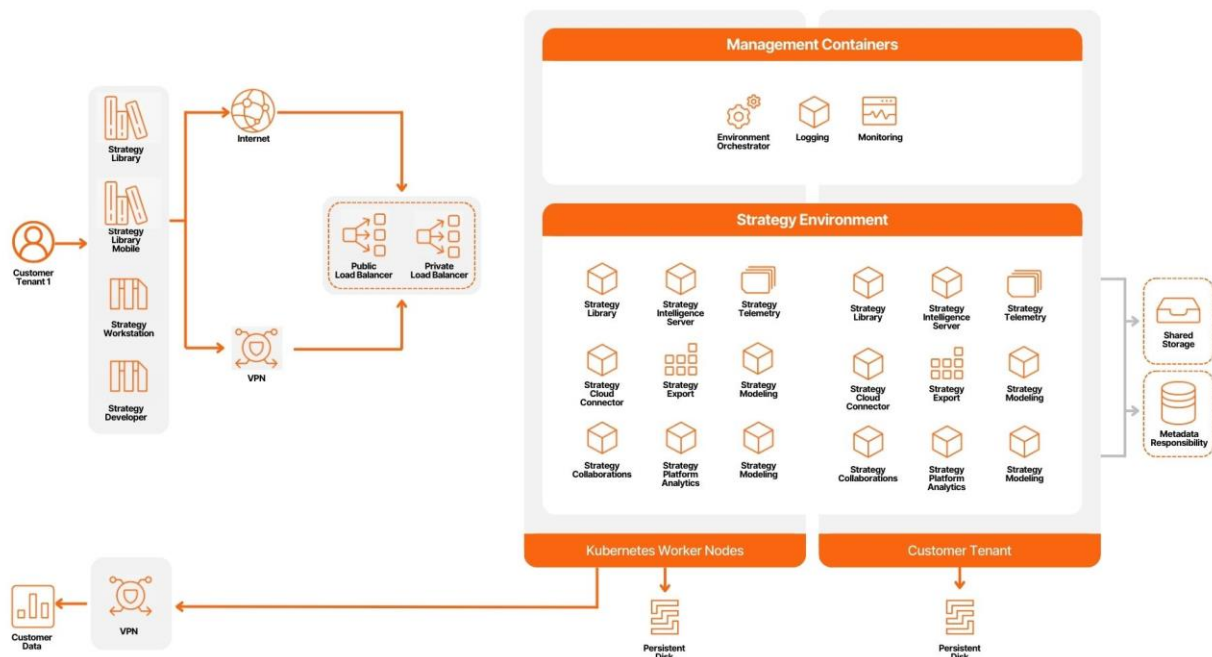 Management Containers
Environment
Orchestrator
Logging
Monitoring
Strategy
Library
Strategy
Library
Mobile
Strategy
Workstation
Strategy
Developer
Customer
Tenant 1
Internet
VPN
Public
Load Balancer
Private
Load Balancer
Strategy Environment
Strategy
Library
Strategy
Intelligence
Server
Strategy
Telemetry
Strategy
Library
Strategy
Intelligence
Server
Strategy
Telemetry
Strategy
Cloud
Connector
Strategy
Export
Strategy
Modeling
Strategy
Cloud
Connector
Strategy
Export
Strategy
Modeling
Strategy
Collaborations
Strategy
Platform
Analytics
Strategy
Modeling
Strategy
Collaborations
Strategy
Platform
Analytics
Strategy
Modeling
Shared
Storage
Metadata
Responsibility
Kubernetes Worker Nodes
Customer Tenant
Customer
Data
VPN
Persistent
Disk
Persistent
Disk